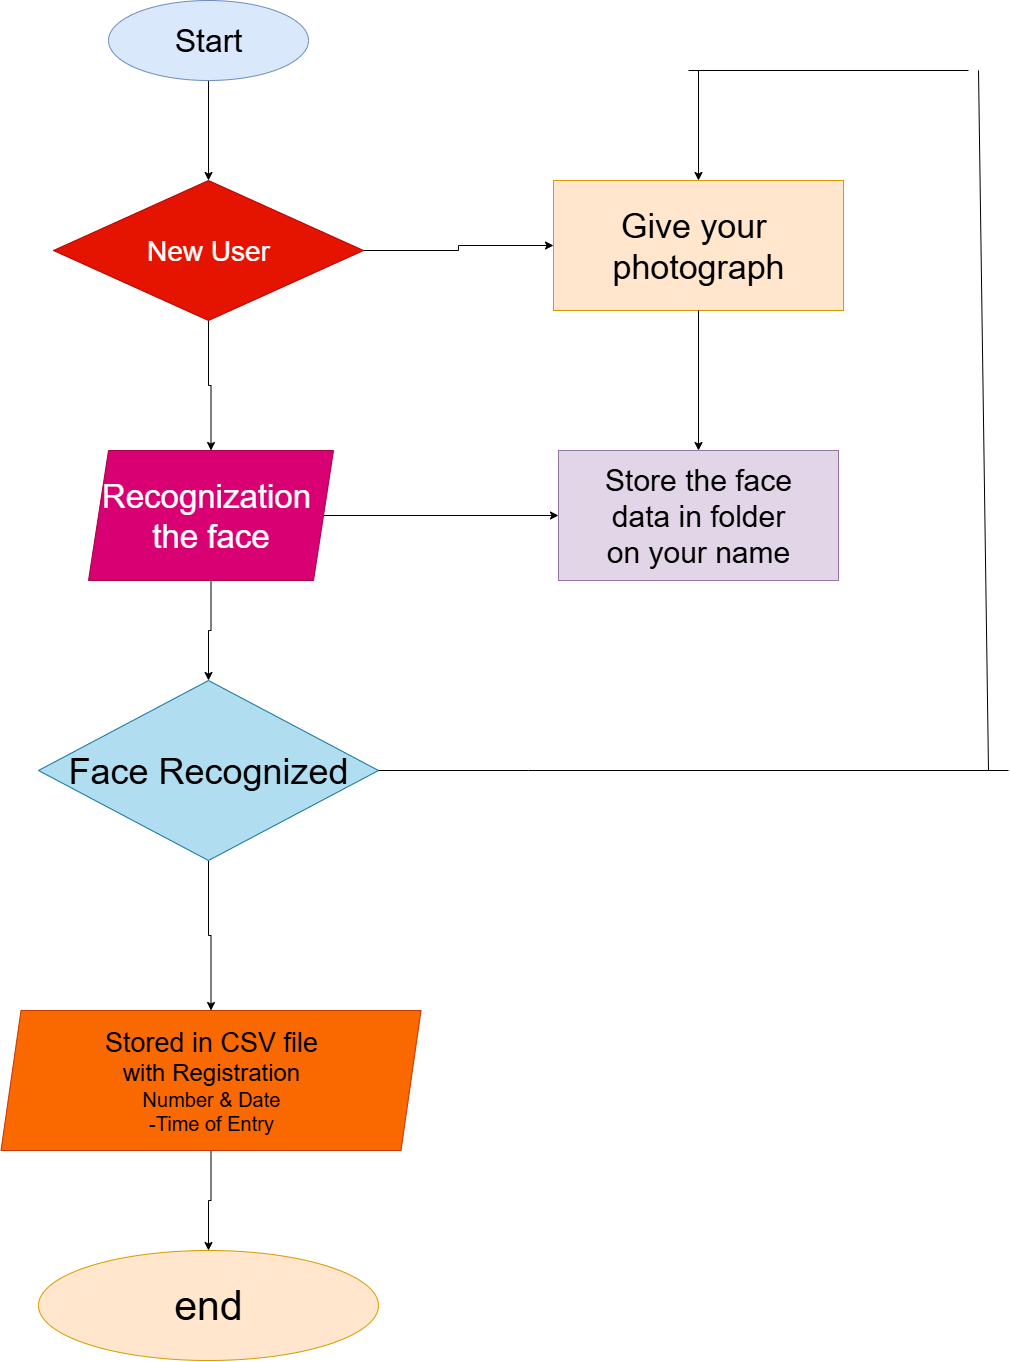 Start
New User
Give your
photograph
Recognization
the face
Store the face
data in folder
on your name
Face Recognized
Stored in CSV file
with Registration
Number & Date
-Time of Entry
end